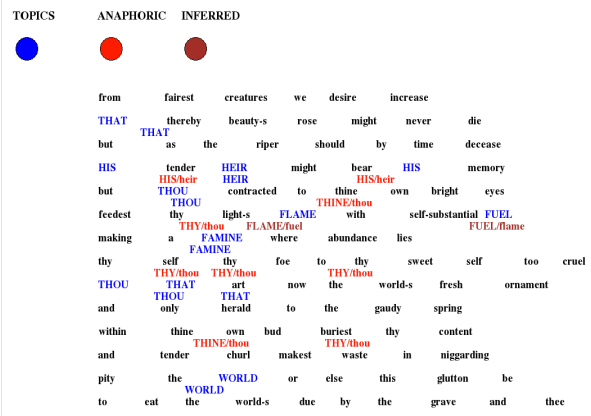 TOPICS ANAPHORIC INFERRED
from fairest creatures we desire increase
THAT thereby beauty-s rose might never die
THAT
but as the riper should by time decease
HIS tender HEIR might bear HIS memory
HIS/heir HEIR HIS/heir
but THOU contracted to thine own bright eyes
THOU THINE/thou
feedest thy light-s FLAME with self-substantial FUEL
THY/thou FLAME/fuel FUEL/flame
making a FAMINE where abundance lies
FAMINE
thy self thy foe to thy sweet self too cruel
THY/thou THY/thou THY/thou
THOU THAT art now the world-s fresh ornament
THOU THAT
and only herald to the gaudy spring
within thine own bud buriest thy content
THINE/thou THY/thou
and tender churl makest waste in niggarding
pity the WORLD or else this glutton be
WORLD
to eat the world-s due by the grave and thee